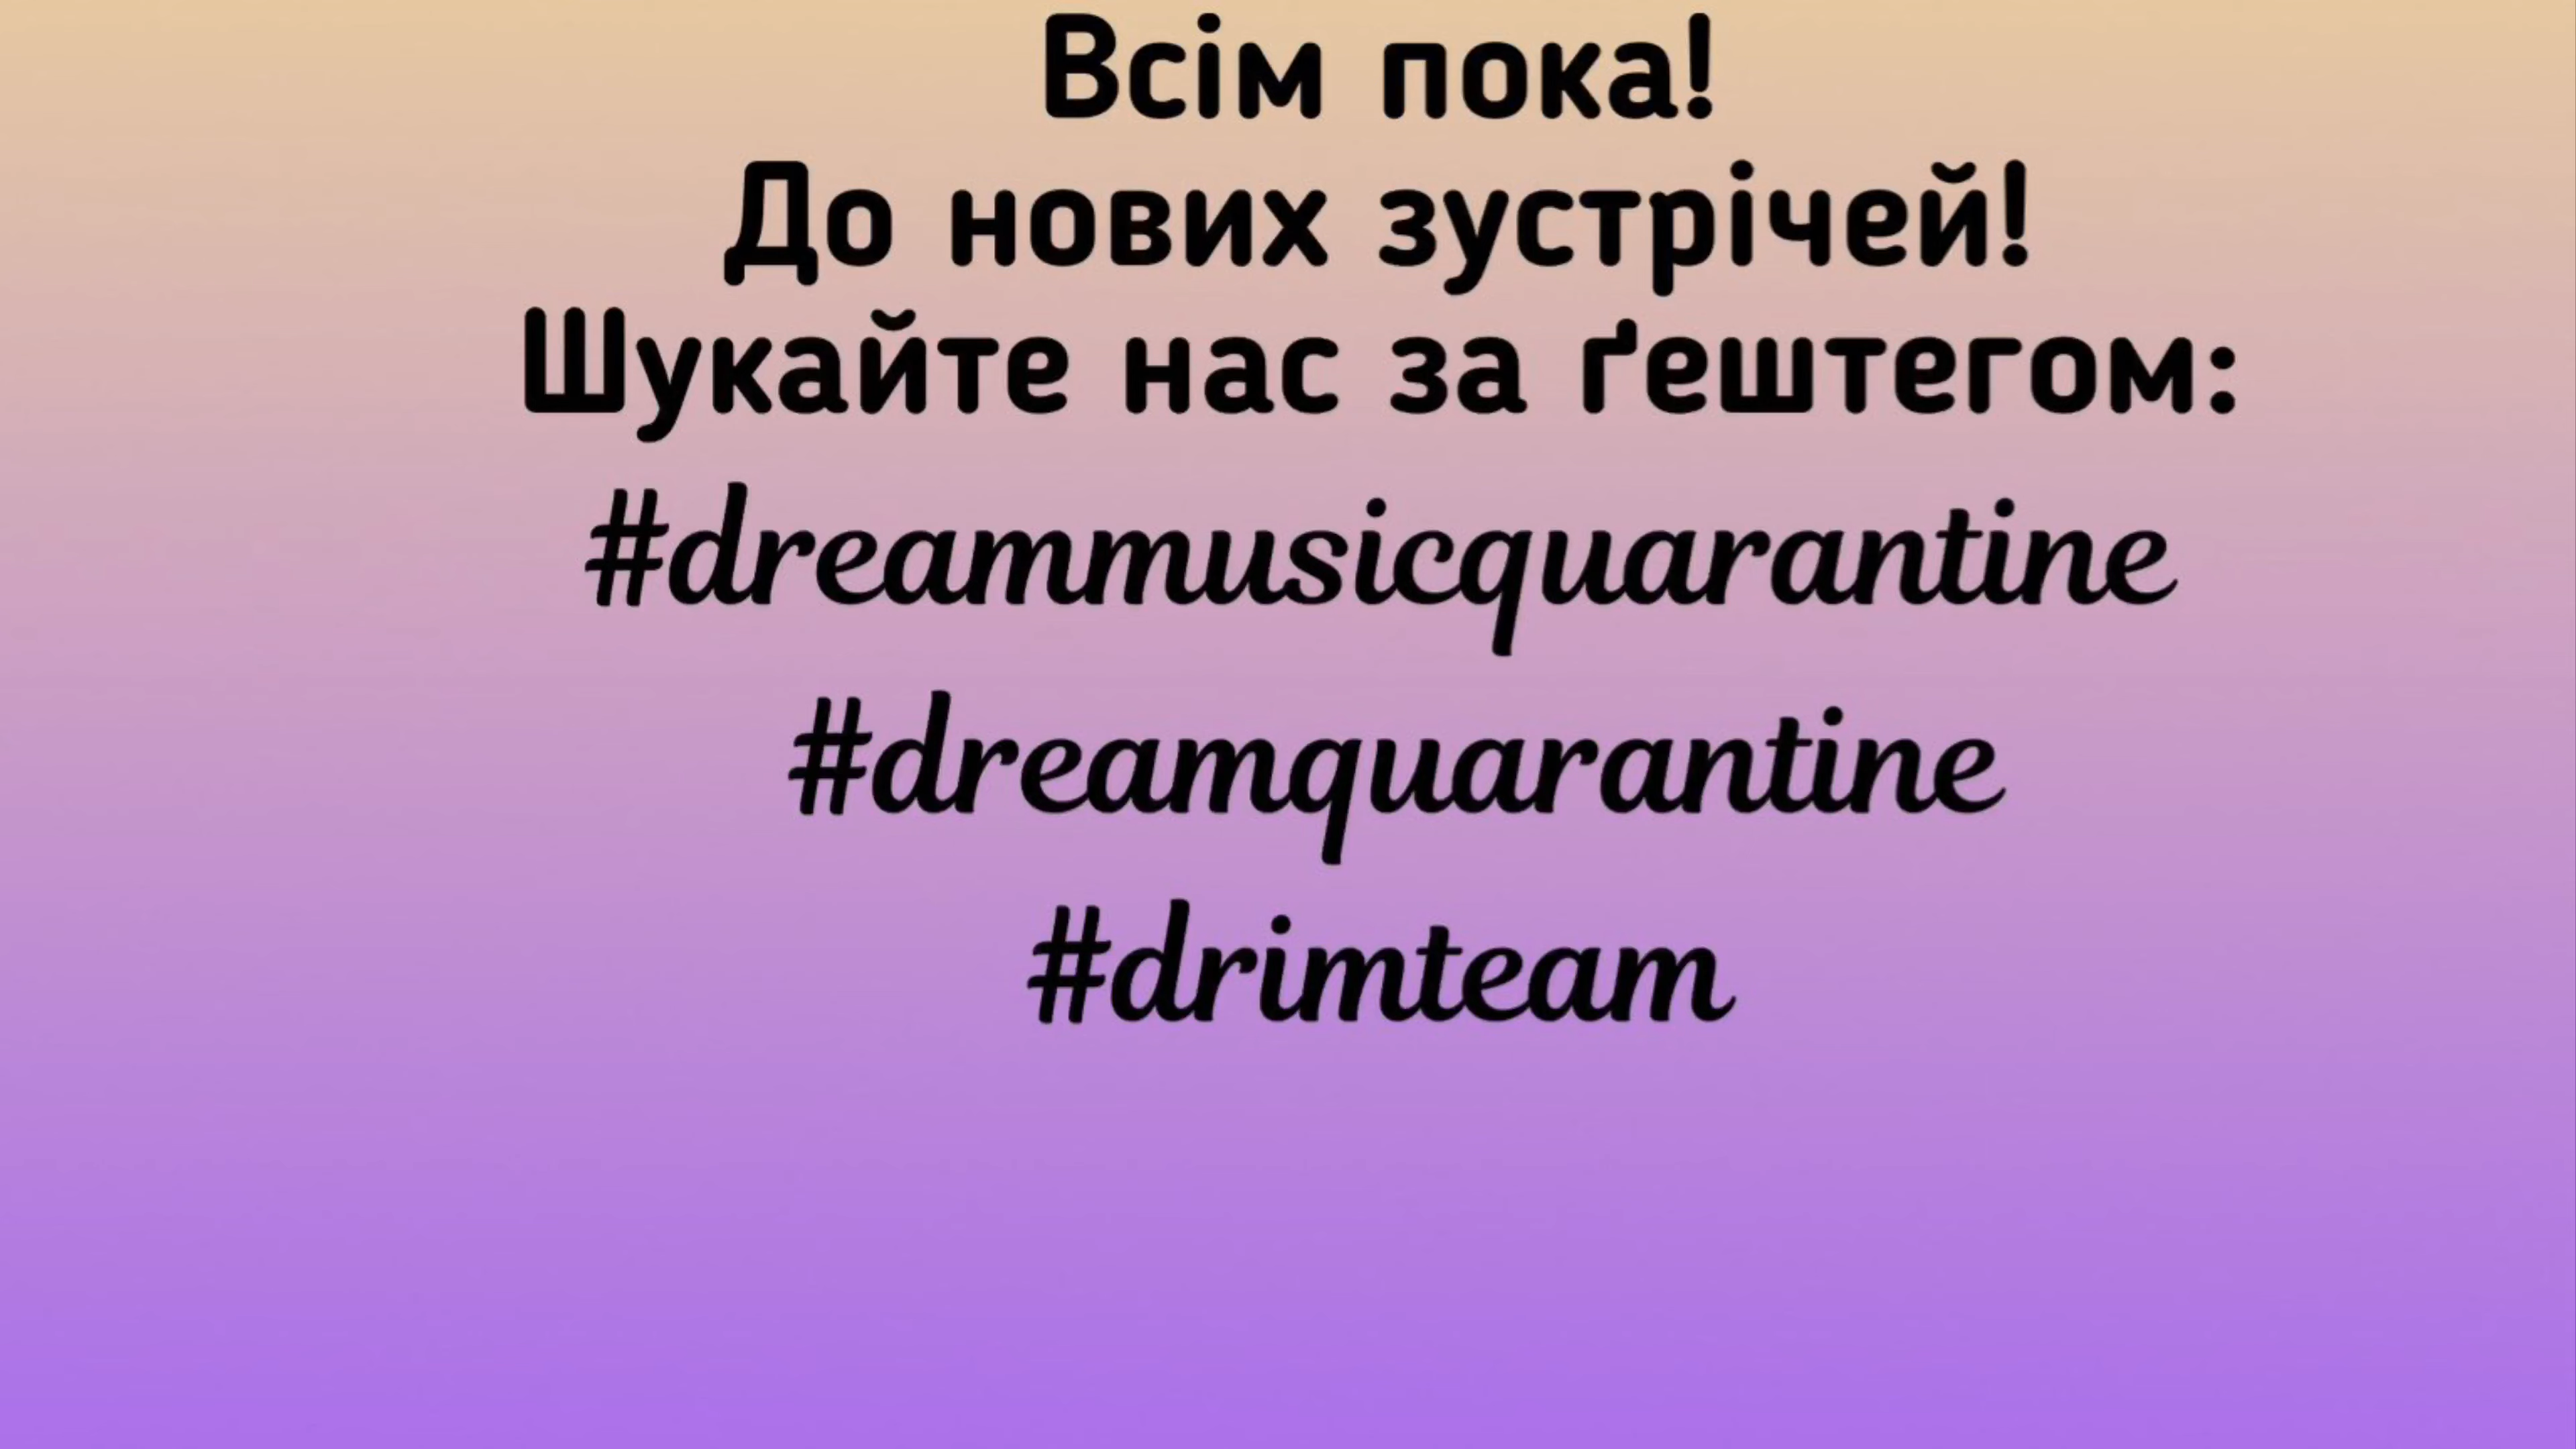 Всім пока!
До нових зустрічей!
Шукайте нас за ґештегом:
#dreammusicquarantine
#dreamquarantine
#drimteam